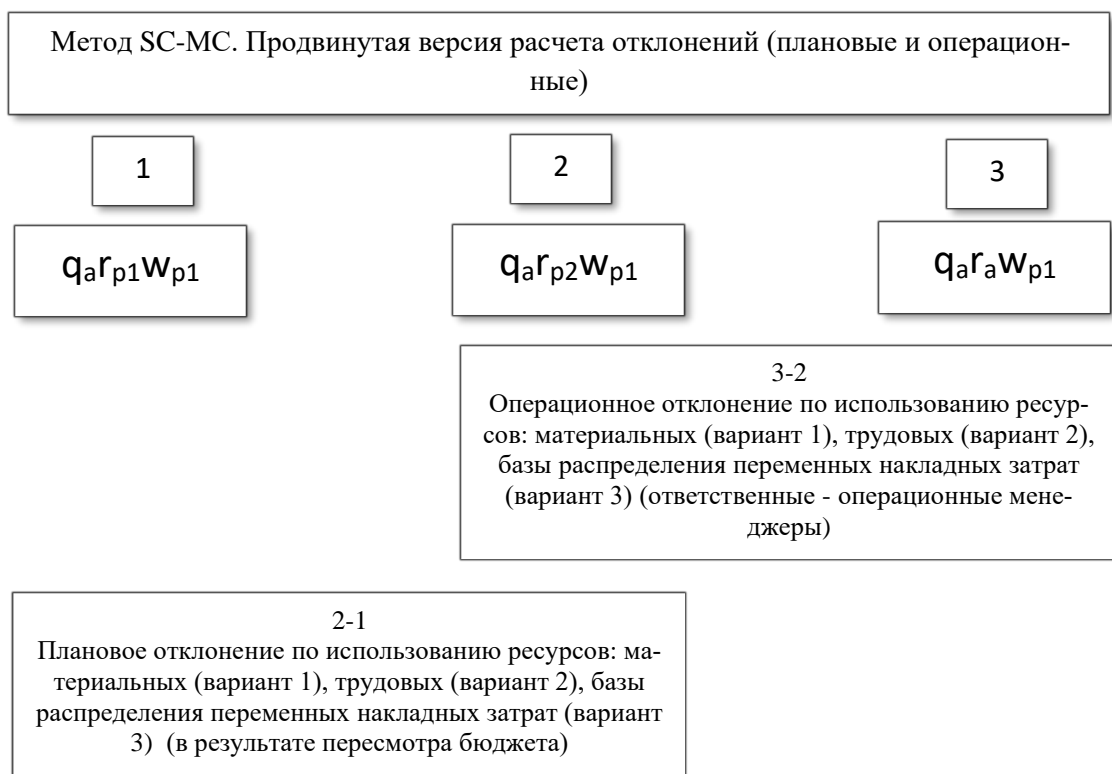 Метод SC-MC. Продвинутая версия расчета отклонений (плановые и операцион-
ные)
1
2
3
qₐrₚ₁wₚ₁
qₐrₚ₂wₚ₁
qₐrₐwₚ₁
3-2
Операционное отклонение по использованию ресур-
сов: материальных (вариант 1), трудовых (вариант 2),
базы распределения переменных накладных затрат
(вариант 3) (ответственные - операционные мене-
джеры)
2-1
Плановое отклонение по использованию ресурсов: ма-
териальных (вариант 1), трудовых (вариант 2), базы
распределения переменных накладных затрат (вариант
3) (в результате пересмотра бюджета)